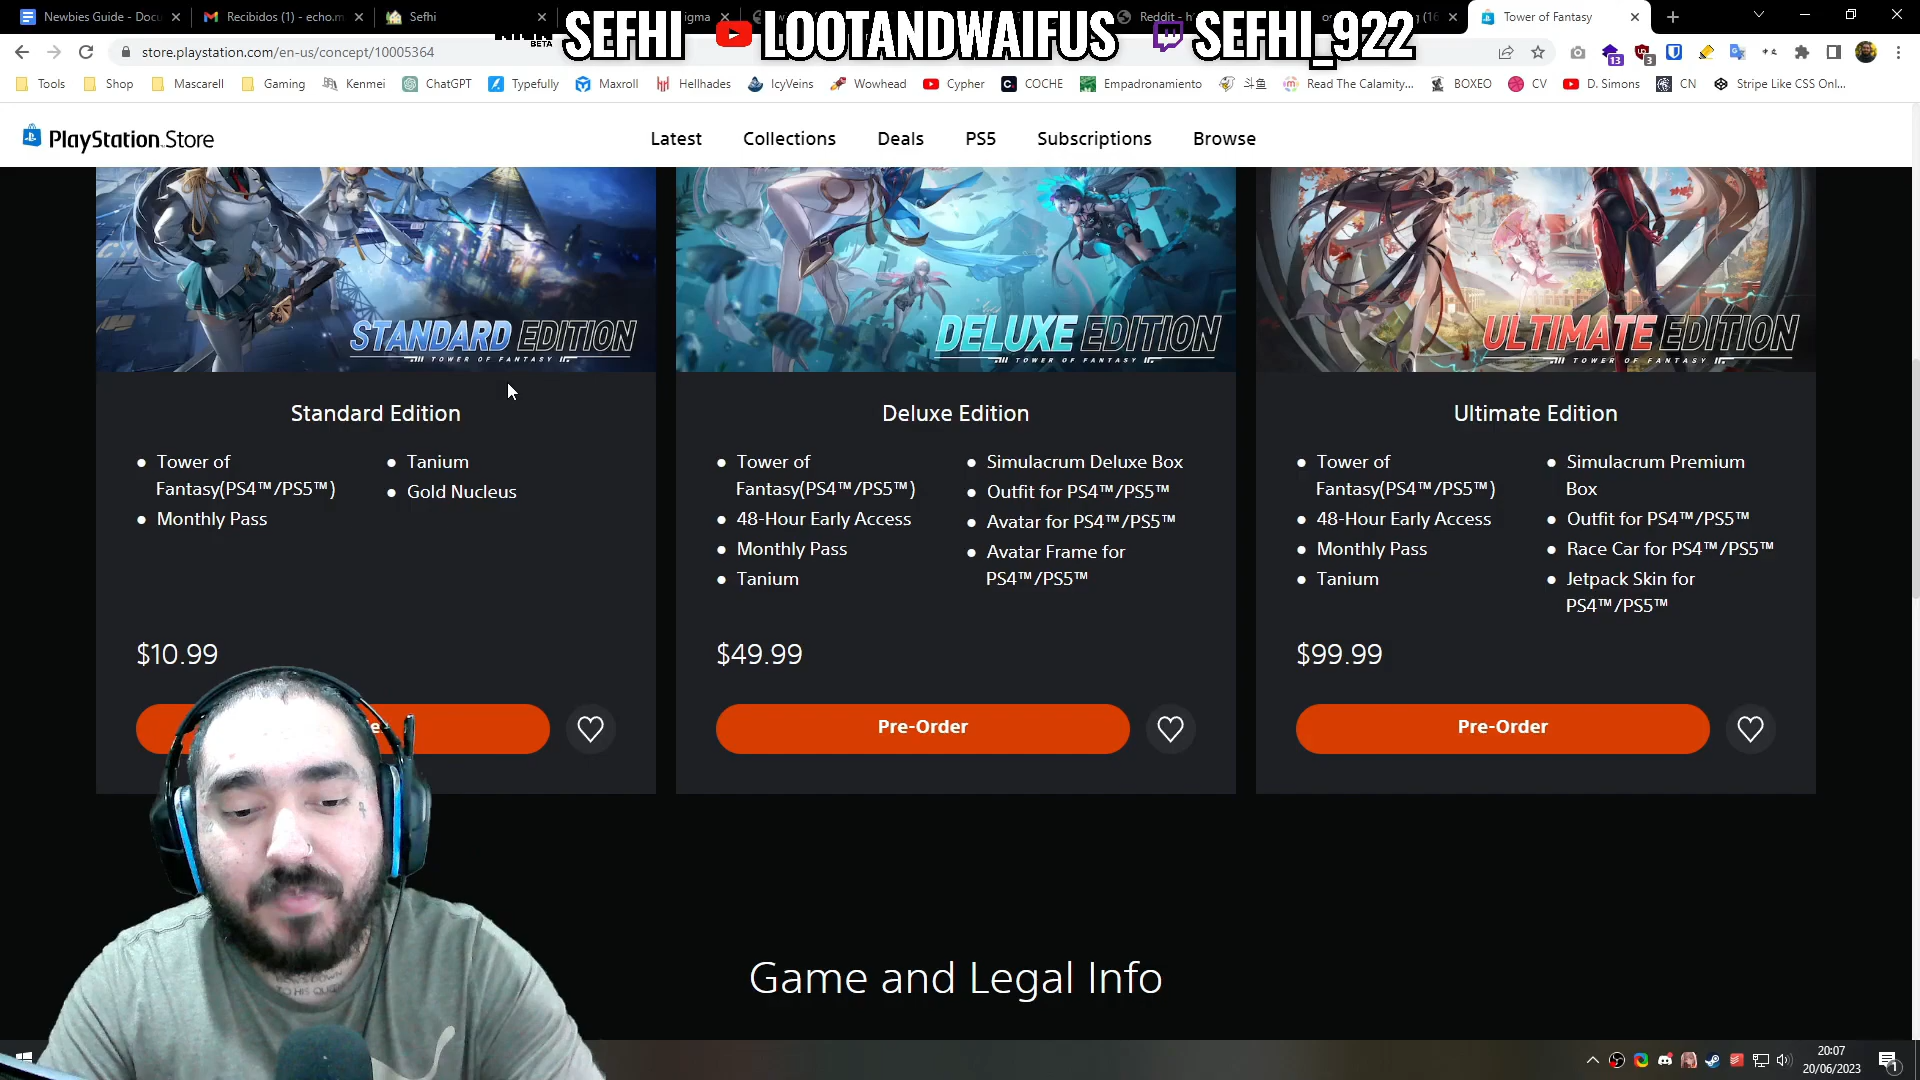 Newbies Guide - Docu
Recibidos (1) - echo.m
Sefhi
igma
Reddit - h
(16
Tower of Fantasy
BETA
SEFHI LOOTANDWAIFUS SEFHI_922
store.playstation.com/en-us/concept/10005364
13
3
Tools Shop Mascarell Gaming Kenmei ChatGPT Typefully Maxroll Hellhades IcyVeins Wowhead Cypher COCHE Empadronamiento 斗鱼 Read The Calamity... BOXEO CV D. Simons CN Stripe Like CSS Onl...
PlayStation Store
Latest Collections Deals PS5 Subscriptions Browse
STANDARD EDITION
TOWER OF FANTASY
DELUXE EDITION
TOWER OF FANTASY
ULTIMATE EDITION
TOWER OF FANTASY
Standard Edition
Tower of
Fantasy(PS4™/PS5™)
Monthly Pass
Tanium
Gold Nucleus
$10.99
Deluxe Edition
Tower of
Fantasy(PS4™/PS5™)
48-Hour Early Access
Monthly Pass
Tanium
Simulacrum Deluxe Box
Outfit for PS4™/PS5™
Avatar for PS4™/PS5™
Avatar Frame for
PS4™/PS5™
$49.99
Pre-Order
Ultimate Edition
Tower of
Fantasy(PS4™/PS5™)
48-Hour Early Access
Monthly Pass
Tanium
Simulacrum Premium
Box
Outfit for PS4™/PS5™
Race Car for PS4™/PS5™
Jetpack Skin for
PS4™/PS5™
$99.99
Pre-Order
Game and Legal Info
20:07
20/06/2023
1